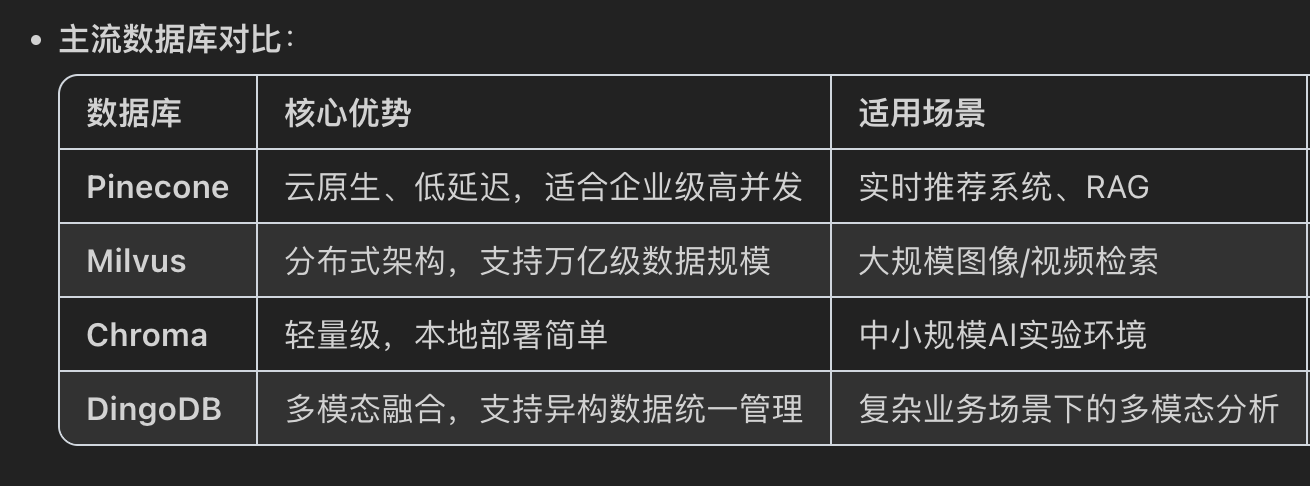 主流数据库对比：
数据库 核心优势 适用场景
Pinecone 云原生、低延迟，适合企业级高并发 实时推荐系统、RAG
Milvus 分布式架构，支持万亿级数据规模 大规模图像/视频检索
Chroma 轻量级，本地部署简单 中小规模AI实验环境
DingoDB 多模态融合，支持异构数据统一管理 复杂业务场景下的多模态分析